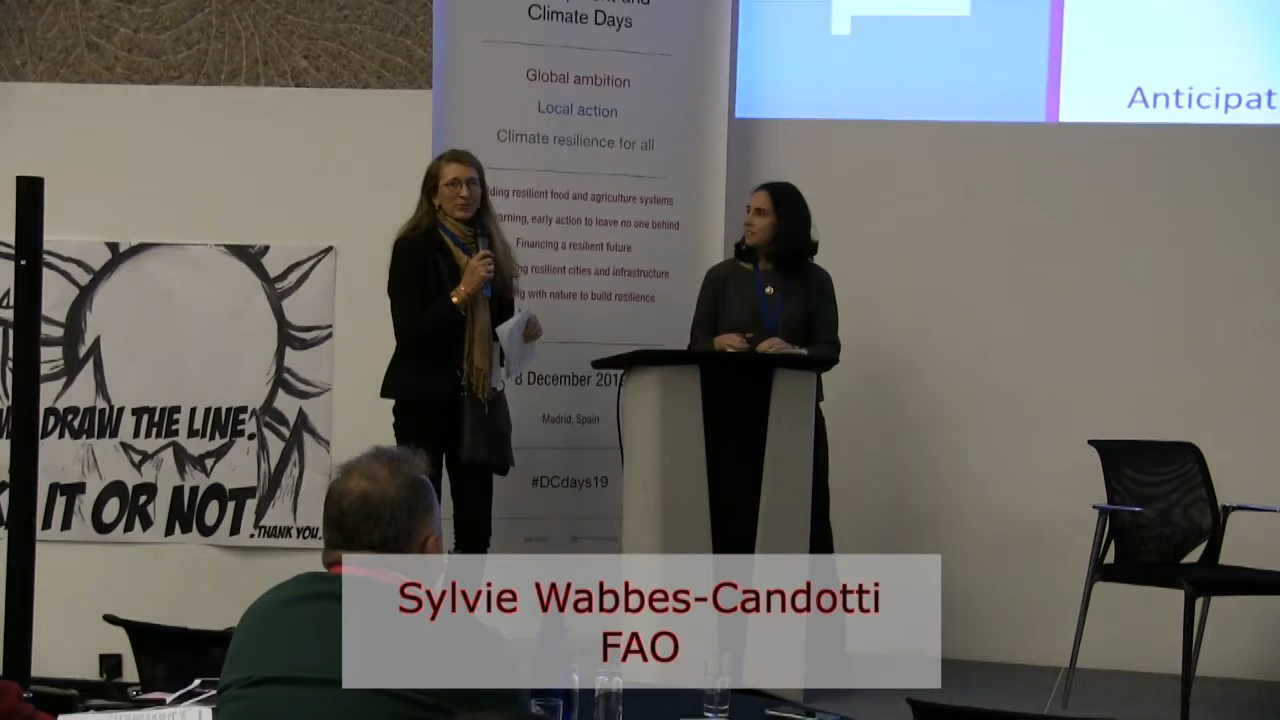 Climate Days
Global ambition
Local action
Climate resilience for all
resilient food and agriculture systems
early action to leave no one behind
Financing a resilient future
resilient cities and infrastructure
with nature to build resilience
December
Madrid, Spain
#DCdays19
Anticipat
DRAW THE LINE.
IT OR NOT.
THANK YOU.
Sylvie Wabbes-Candotti
FAO